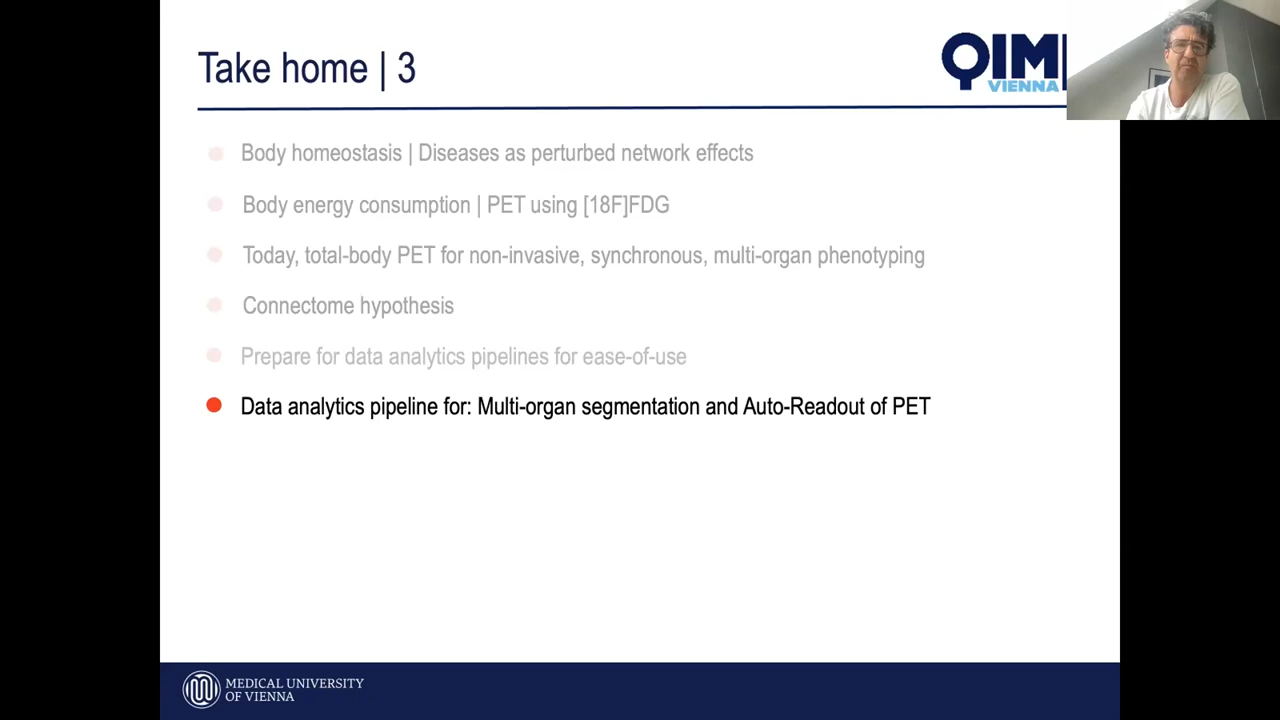 Take home | 3
QIM
VIENNA
Body homeostasis | Diseases as perturbed network effects
Body energy consumption | PET using [18F]FDG
Today, total-body PET for non-invasive, synchronous, multi-organ phenotyping
Connectome hypothesis
Prepare for data analytics pipelines for ease-of-use
Data analytics pipeline for: Multi-organ segmentation and Auto-Readout of PET
MEDICAL UNIVERSITY
OF VIENNA